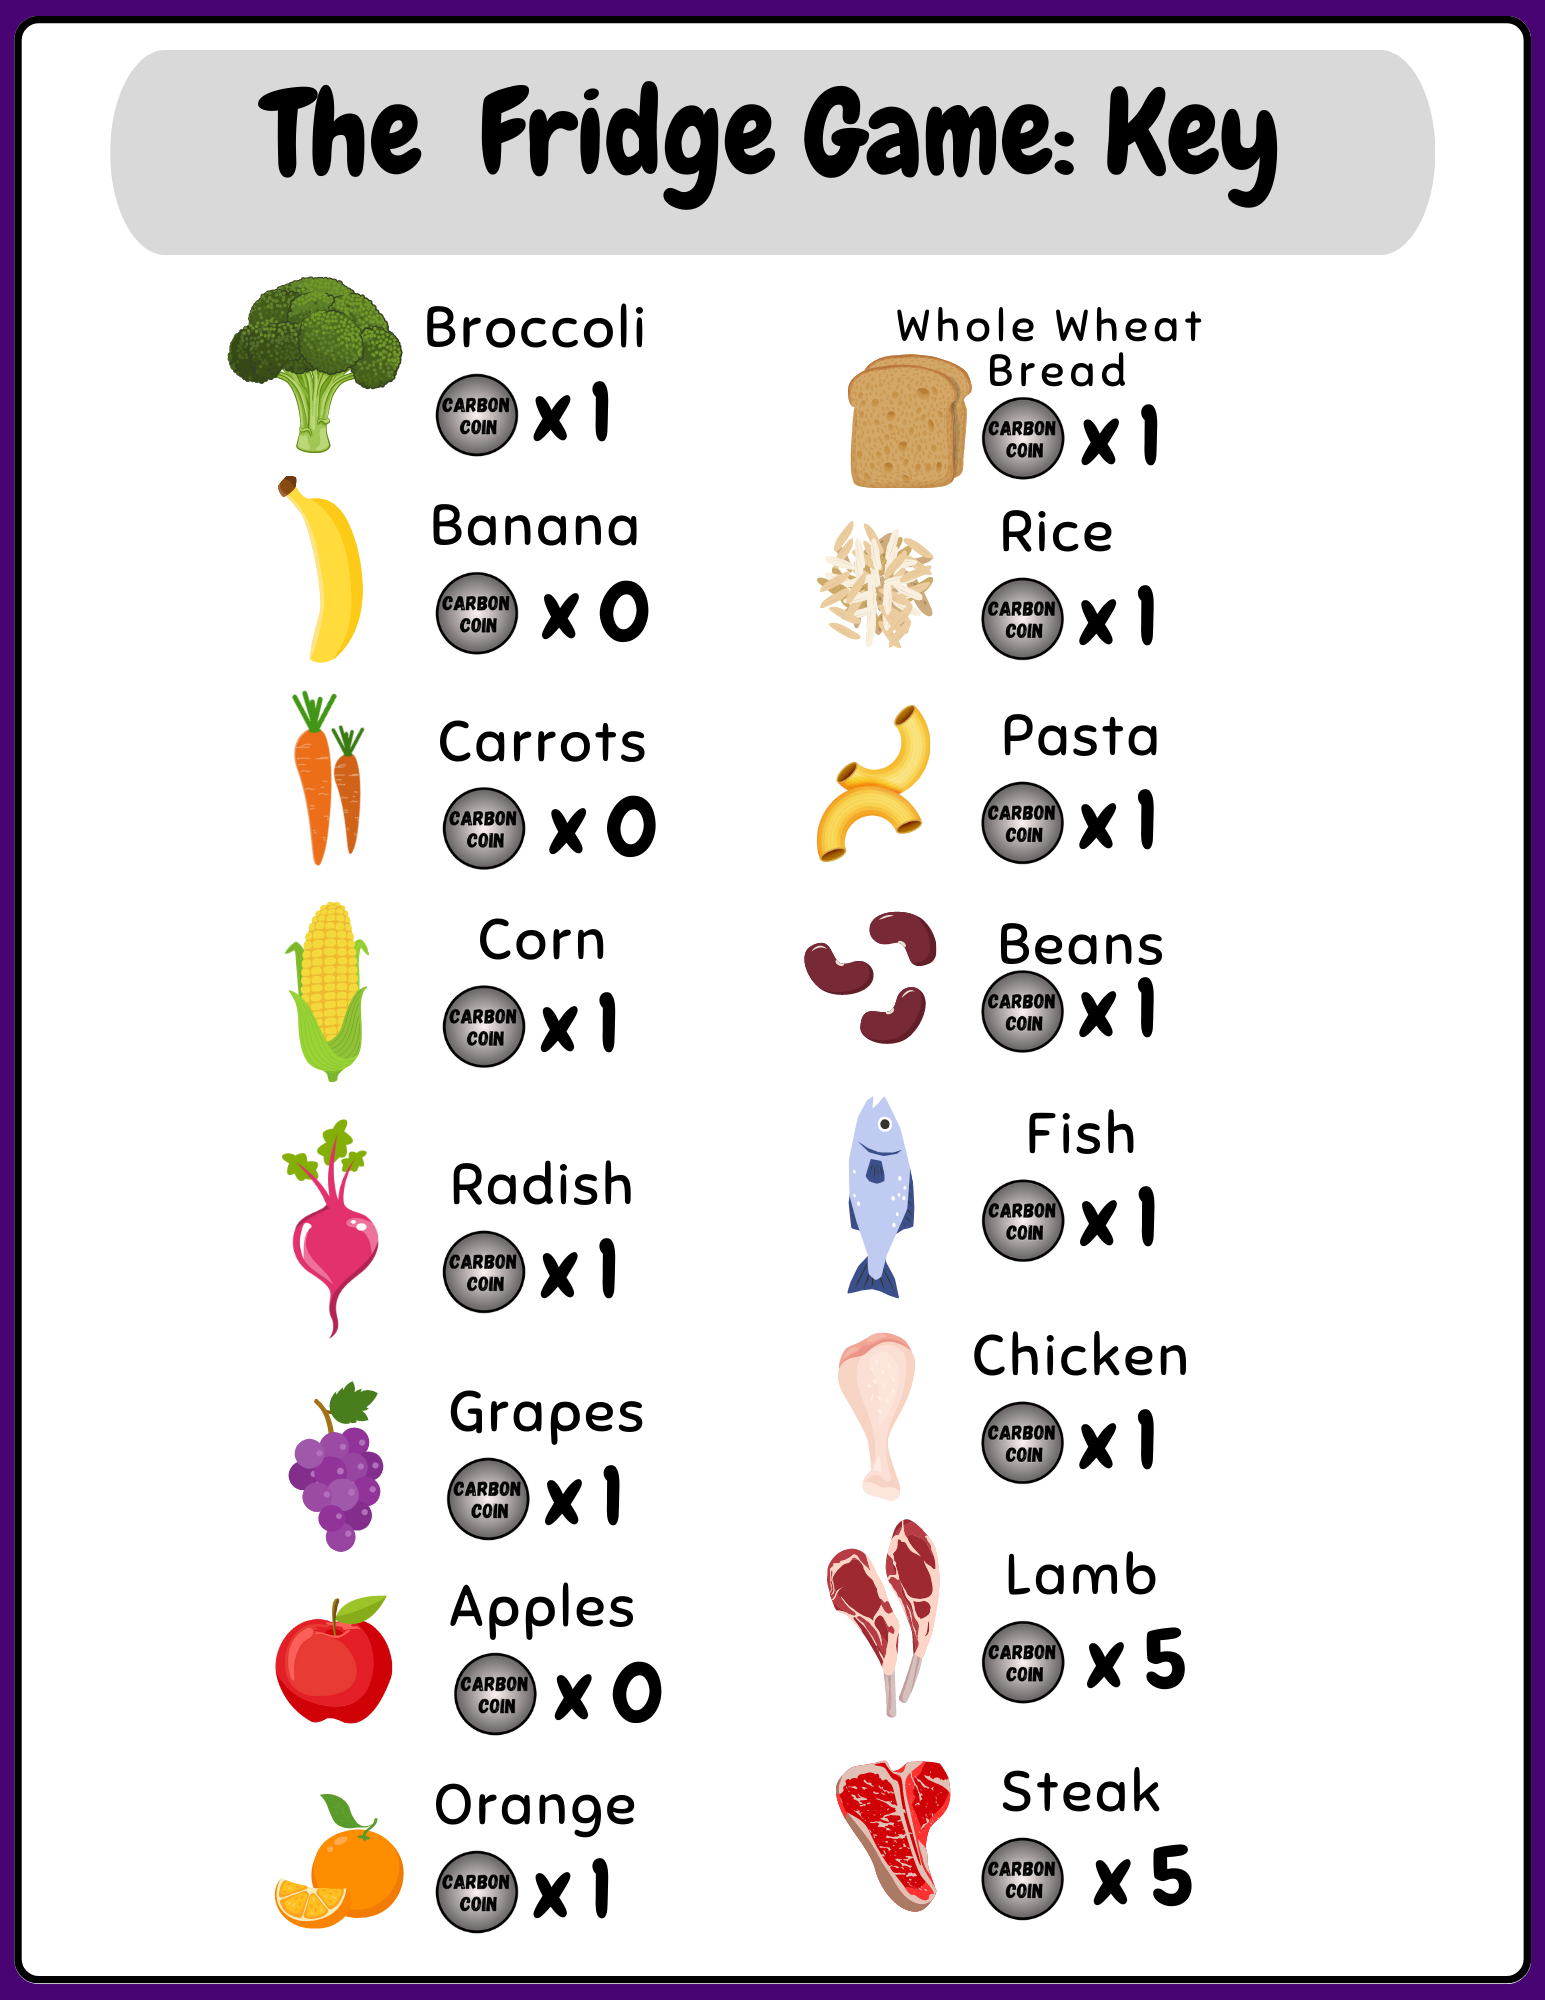 The Fridge Game: Key
Broccoli
CARBON
COIN
x 1
Banana
CARBON
COIN
x 0
Carrots
CARBON
COIN
x 0
Corn
CARBON
COIN
x 1
Radish
CARBON
COIN
x 1
Grapes
CARBON
COIN
x 1
Apples
CARBON
COIN
x 0
Orange
CARBON
COIN
x 1
Whole Wheat
Bread
CARBON
COIN
x 1
Rice
CARBON
COIN
x 1
Pasta
CARBON
COIN
x 1
Beans
CARBON
COIN
x 1
Fish
CARBON
COIN
x 1
Chicken
CARBON
COIN
x 1
Lamb
CARBON
COIN
x 5
Steak
CARBON
COIN
x 5